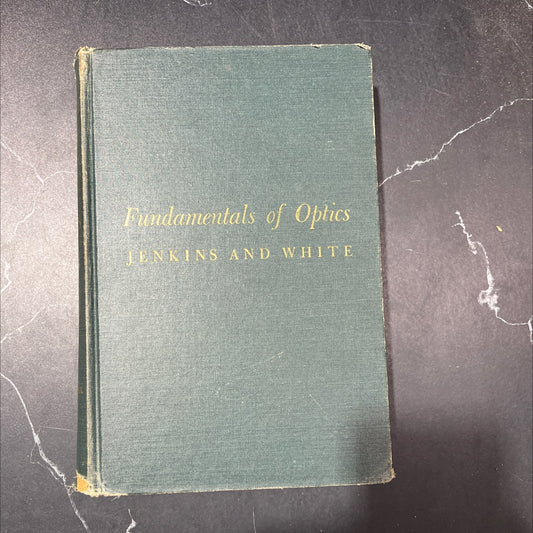 Fundamentals of Optics
JENKINS AND WHITE